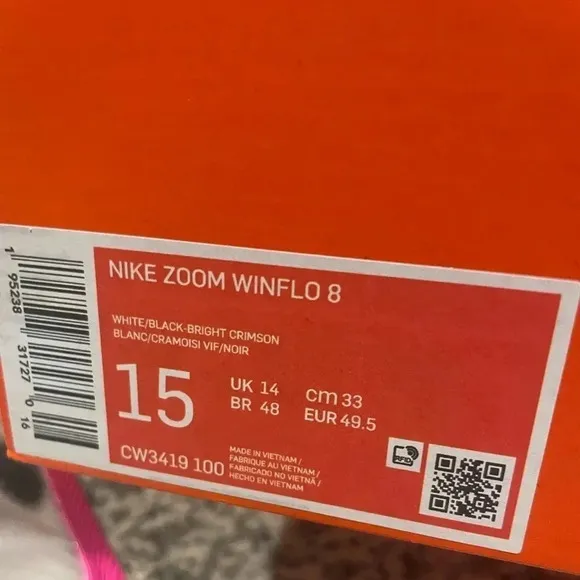 NIKE ZOOM WINFLO 8
WHITE/BLACK-BRIGHT CRIMSON
BLANC/CRAMOISI VIF/NOIR
15
UK 14
cm 33
BR 48
EUR 49.5
CW3419 100
MADE IN VIETNAM /
FABRIQUE AU VIETNAM /
FABRICADO NO VIETNÃ /
HECHO EN VIETNAM
RFID
1 95238 31727 0 16